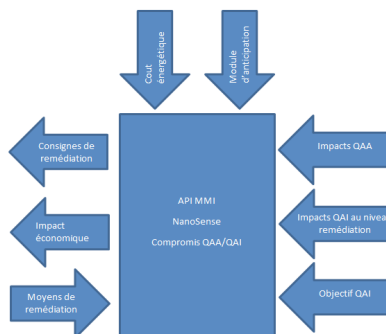 Cout
énergétique
Module
d'anticipation
Consignes de
remédiation
Impact
économique
Moyens de
remédiation
API MMI
NanoSense
Compromis QAA/QAI
Impacts QAA
Impacts QAI au niveau
remédiation
Objectif QAI